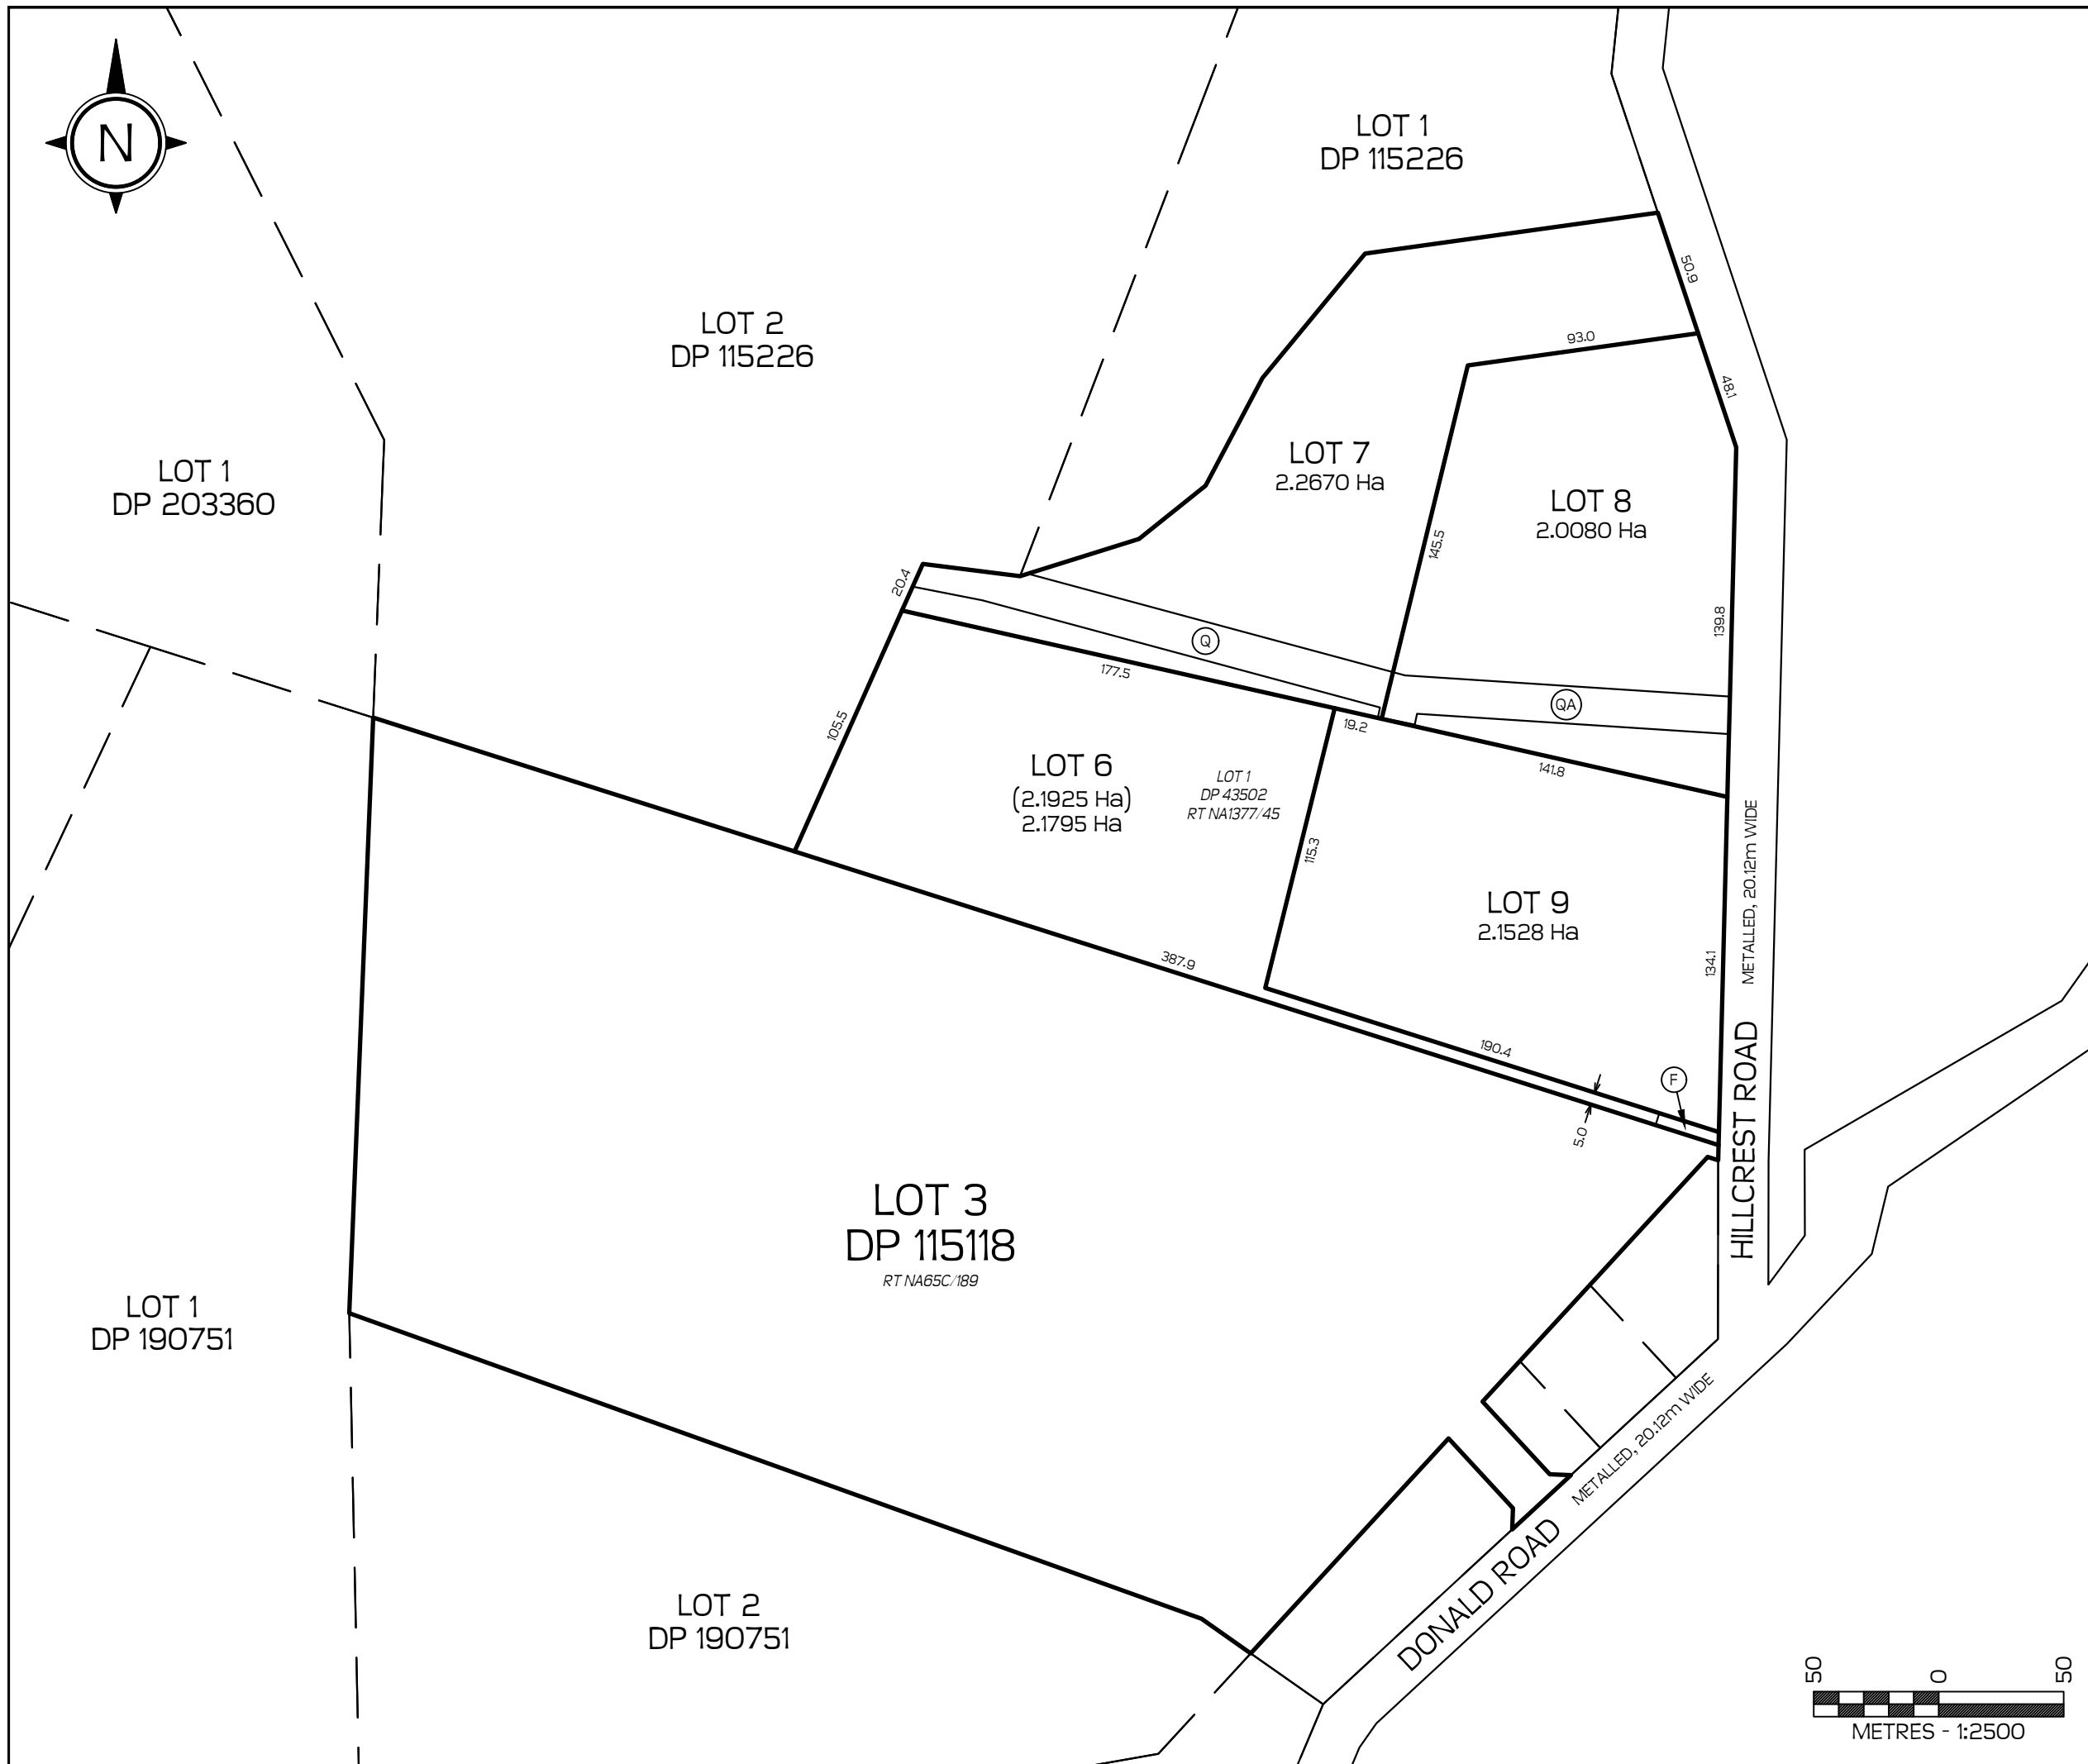 N
LOT 1
DP 115226
50.9
LOT 2
DP 115226
93.0
48.1
LOT 1
DP 203360
LOT 7
2.2670 Ha
LOT 8
2.0080 Ha
145.5
20.4
139.8
Q
177.5
QA
105.5
19.2
141.8
LOT 6
(2.1925 Ha)
2.1795 Ha
LOT 1
DP 43502
RT NA1377/45
115.3
METALLED, 20.12m WIDE
LOT 9
2.1528 Ha
134.1
387.9
190.4
F
5.0
HILLCREST ROAD
LOT 3
DP 115118
RT NA65C/189
LOT 1
DP 190751
METALLED, 20.12m WIDE
DONALD ROAD
LOT 2
DP 190751
50 0 50
METRES - 1:2500